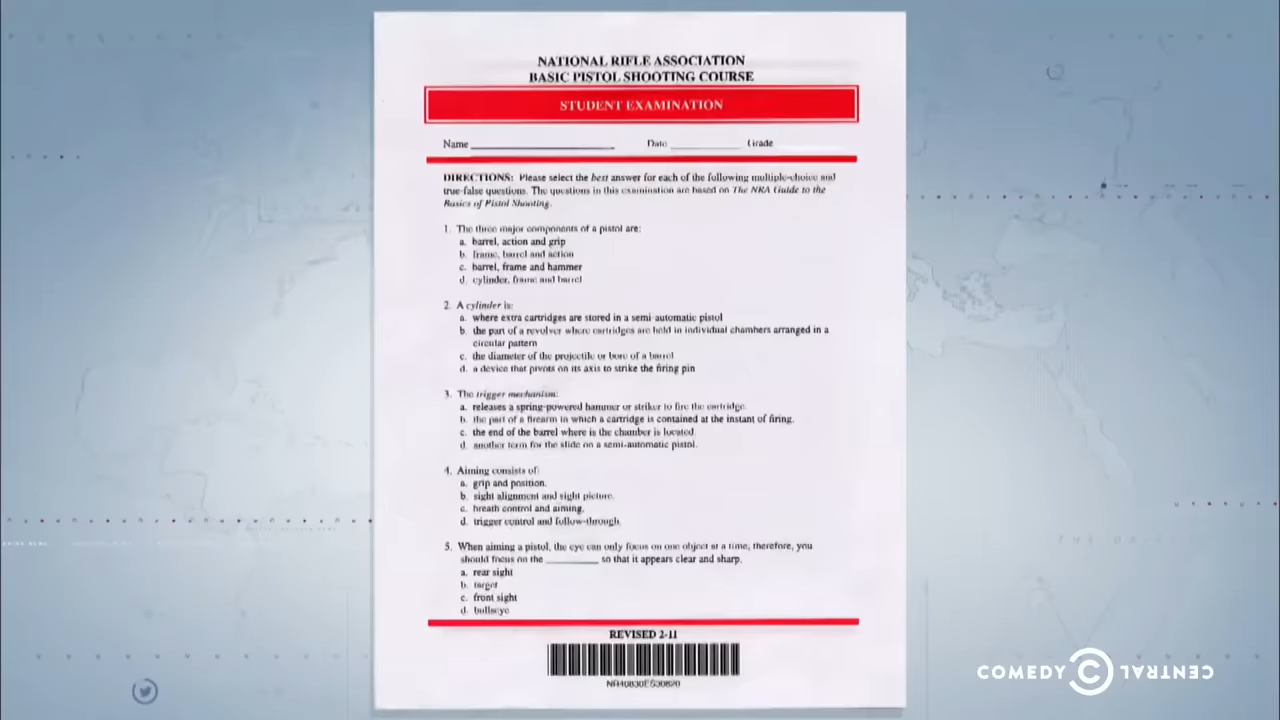 NATIONAL RIFLE ASSOCIATION
BASIC PISTOL SHOOTING COURSE
STUDENT EXAMINATION
Name ____________ Date ____________ Grade
DIRECTIONS: Please select the best answer for each of the following multiple-choice and
true-false questions. The questions in this examination are based on The NRA Guide to the
Basics of Pistol Shooting.
1. The three major components of a pistol are:
a. barrel, action and grip
b. frame, barrel and action
c. barrel, frame and hammer
d. cylinder, frame and barrel
2. A cylinder is:
a. where extra cartridges are stored in a semi-automatic pistol
b. the part of a revolver where cartridges are held in individual chambers arranged in a
circular pattern
c. the diameter of the projectile or bore of a barrel
d. a device that pivots on its axis to strike the firing pin
3. The trigger mechanism:
a. releases a spring-powered hammer or striker to fire the cartridge.
b. the part of a firearm in which a cartridge is contained at the instant of firing.
c. the end of the barrel where is the chamber is located.
d. another term for the slide on a semi-automatic pistol.
4. Aiming consists of:
a. grip and position.
b. sight alignment and sight picture.
c. breath control and aiming.
d. trigger control and follow-through.
5. When aiming a pistol, the eye can only focus on one object at a time, therefore, you
should focus on the ________ so that it appears clear and sharp.
a. rear sight
b. target
c. front sight
d. bullseye
REVISED 2-11
COMEDY CENTRAL